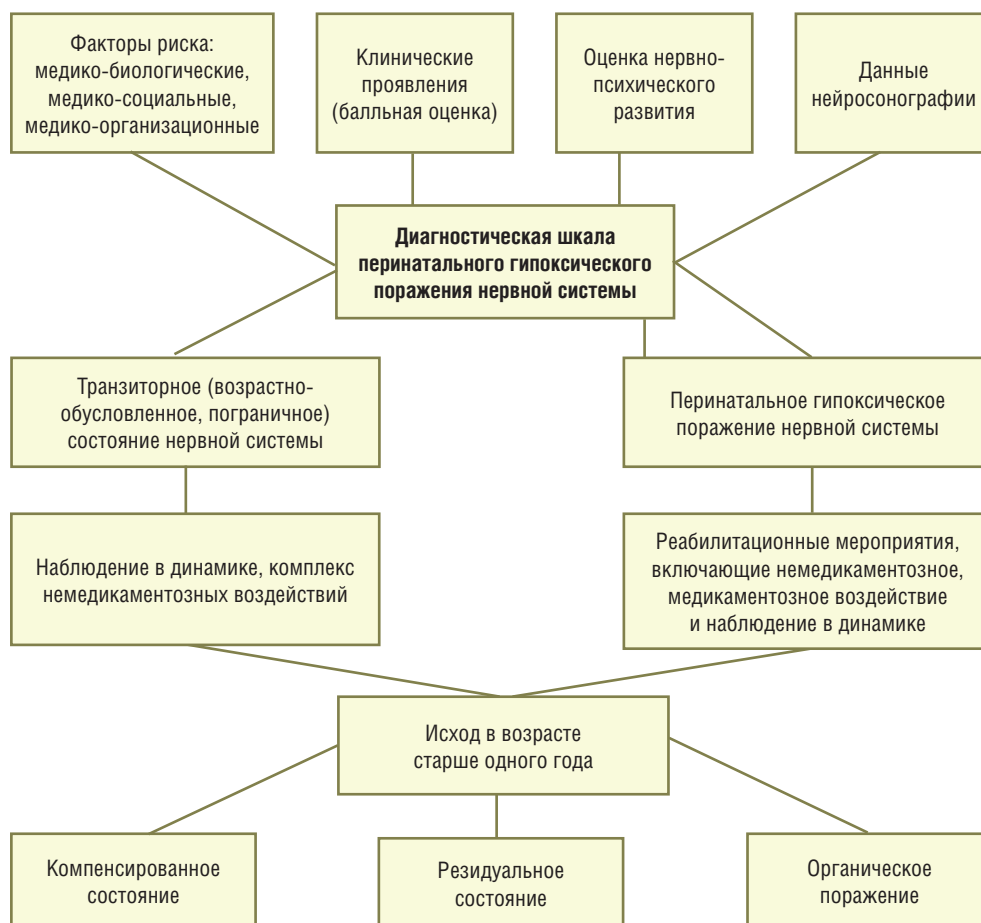 Факторы риска:
медико-биологические,
медико-социальные,
медико-организационные
Клинические
проявления
(балльная оценка)
Оценка нервно-
психического
развития
Данные
нейросонографии
Диагностическая шкала
перинатального гипоксического
поражения нервной системы
Транзиторное (возрастно-
обусловленное, пограничное)
состояние нервной системы
Перинатальное гипоксическое
поражение нервной системы
Наблюдение в динамике, комплекс
немедикаментозных воздействий
Реабилитационные мероприятия,
включающие немедикаментозное,
медикаментозное воздействие
и наблюдение в динамике
Исход в возрасте
старше одного года
Компенсированное
состояние
Резидуальное
состояние
Органическое
поражение